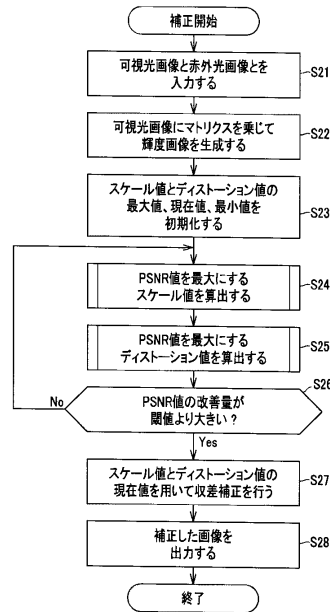 補正開始
可視光画像と赤外光画像とを
入力する
S21
可視光画像にマトリクスを乗じて
輝度画像を生成する
S22
スケール値とディストーション値の
最大値、現在値、最小値を
初期化する
S23
PSNR値を最大にする
スケール値を算出する
S24
PSNR値を最大にする
ディストーション値を算出する
S25
S26
PSNR値の改善量が
閾値より大きい?
No
Yes
スケール値とディストーション値の
現在値を用いて収差補正を行う
S27
補正した画像を
出力する
S28
終了